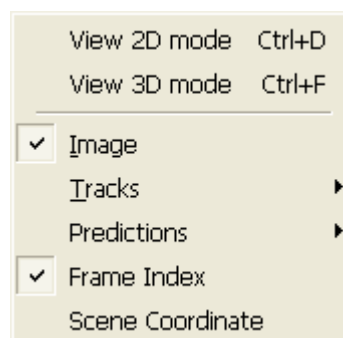 View 2D mode Ctrl+D
View 3D mode Ctrl+F
Image
Tracks
Predictions
Frame Index
Scene Coordinate